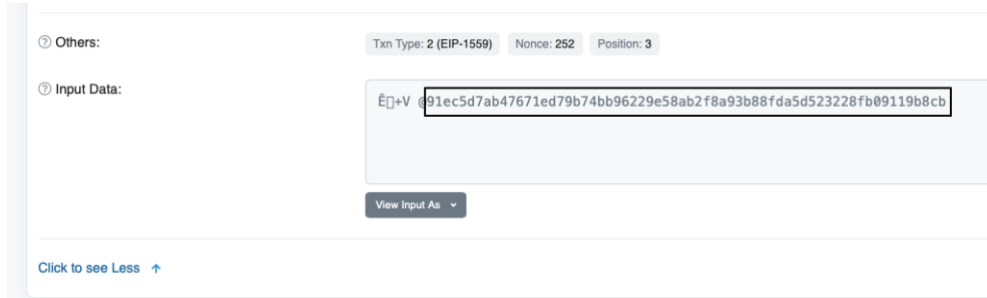 Others:
Txn Type: 2 (EIP-1559) Nonce: 252 Position: 3
Input Data:
Ê▯+V @91ec5d7ab47671ed79b74bb96229e58ab2f8a93b88fda5d523228fb09119b8cb
View Input As
Click to see Less ↑